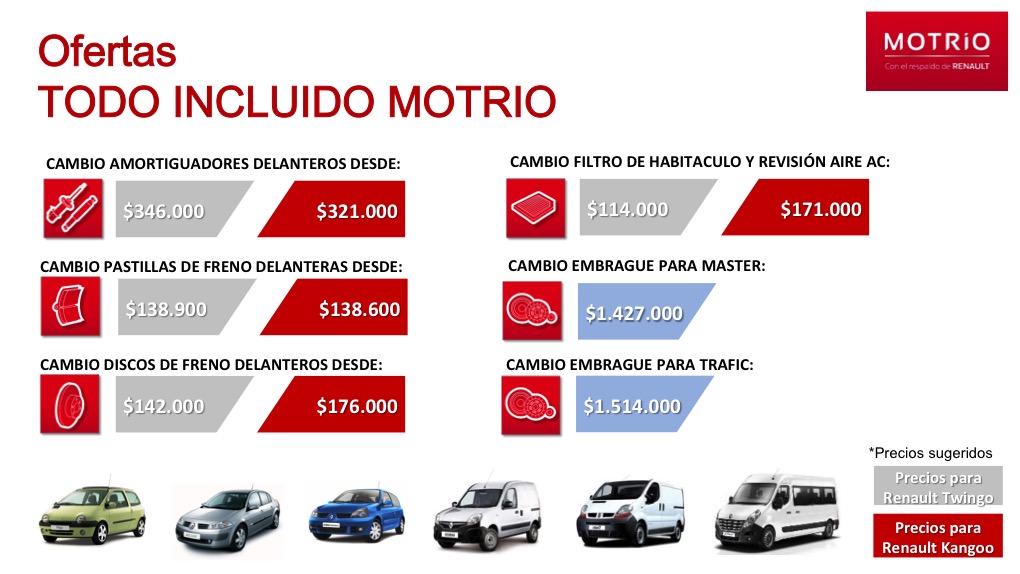 Ofertas
TODO INCLUIDO MOTRIO
MOTRiO
Con el respaldo de RENAULT
CAMBIO AMORTIGUADORES DELANTEROS DESDE:
$346.000 $321.000
CAMBIO PASTILLAS DE FRENO DELANTERAS DESDE:
$138.900 $138.600
CAMBIO DISCOS DE FRENO DELANTEROS DESDE:
$142.000 $176.000
CAMBIO FILTRO DE HABITACULO Y REVISIÓN AIRE AC:
$114.000 $171.000
CAMBIO EMBRAGUE PARA MASTER:
$1.427.000
CAMBIO EMBRAGUE PARA TRAFIC:
$1.514.000
*Precios sugeridos
Precios para
Renault Twingo
Precios para
Renault Kangoo